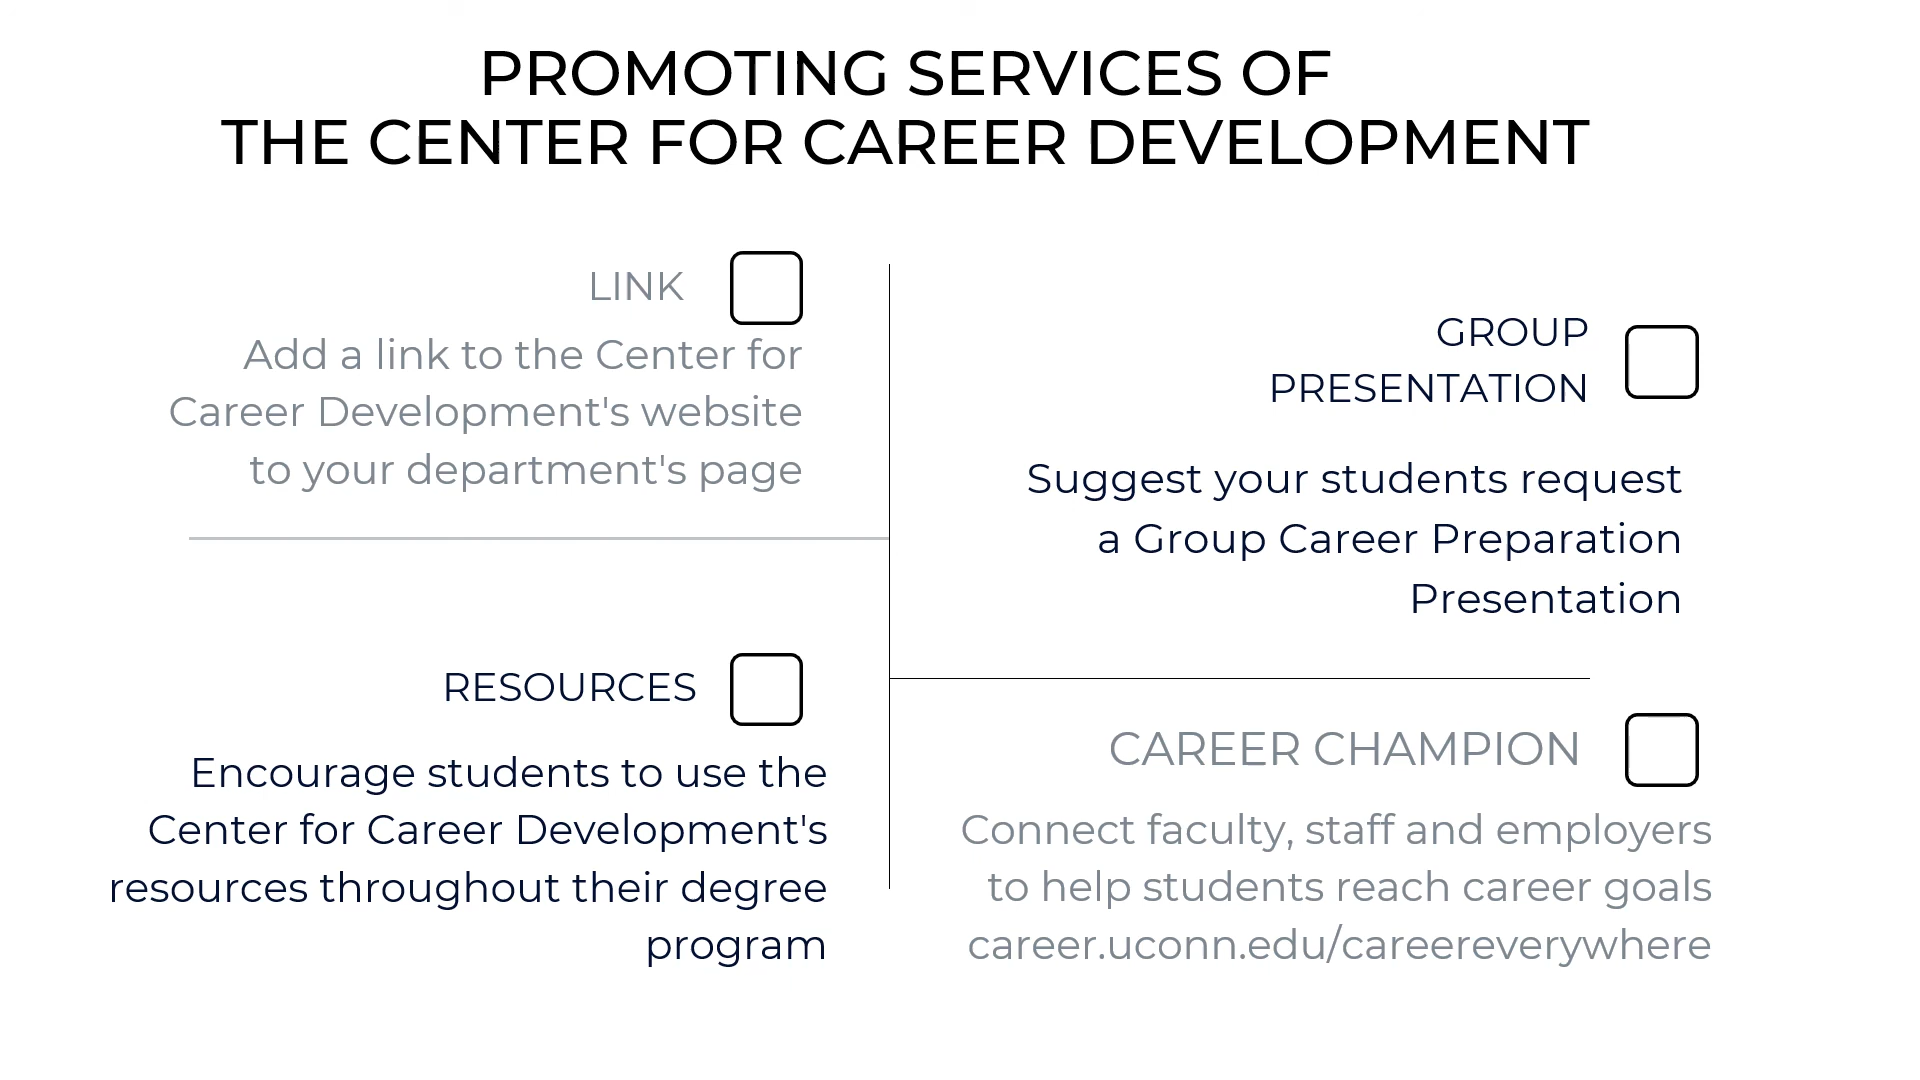 PROMOTING SERVICES OF
THE CENTER FOR CAREER DEVELOPMENT
LINK
Add a link to the Center for
Career Development's website
to your department's page
RESOURCES
Encourage students to use the
Center for Career Development's
resources throughout their degree
program
GROUP
PRESENTATION
Suggest your students request
a Group Career Preparation
Presentation
CAREER CHAMPION
Connect faculty, staff and employers
to help students reach career goals
career.uconn.edu/careereverywhere